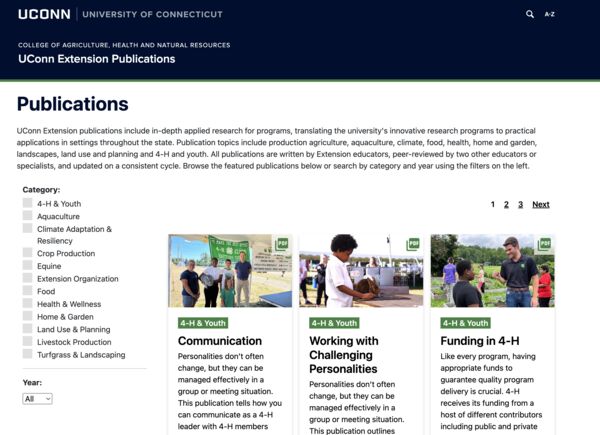 UCONN UNIVERSITY OF CONNECTICUT
A-Z
COLLEGE OF AGRICULTURE, HEALTH AND NATURAL RESOURCES
UConn Extension Publications
Publications
UConn Extension publications include in-depth applied research for programs, translating the university's innovative research programs to practical
applications in settings throughout the state. Publication topics include production agriculture, aquaculture, climate, food, health, home and garden,
landscapes, land use and planning and 4-H and youth. All publications are written by Extension educators, peer-reviewed by two other educators or
specialists, and updated on a consistent cycle. Browse the featured publications below or search by category and year using the filters on the left.
Category:
4-H & Youth
Aquaculture
Climate Adaptation &
Resiliency
Crop Production
Equine
Extension Organization
Food
Health & Wellness
Home & Garden
Land Use & Planning
Livestock Production
Turfgrass & Landscaping
Year:
All
1 2 3 Next
PDF
4-H & Youth
Communication
Personalities don't often
change, but they can be
managed effectively in a
group or meeting situation.
This publication tells how you
can communicate as a 4-H
leader with 4-H members
PDF
4-H & Youth
Working with
Challenging
Personalities
Personalities don't often
change, but they can be
managed effectively in a
group or meeting situation.
This publication outlines
PDF
4-H & Youth
Funding in 4-H
Like every program, having
appropriate funds to
guarantee quality program
delivery is crucial. 4-H
receives its funding from a
host of different contributors
including public and private